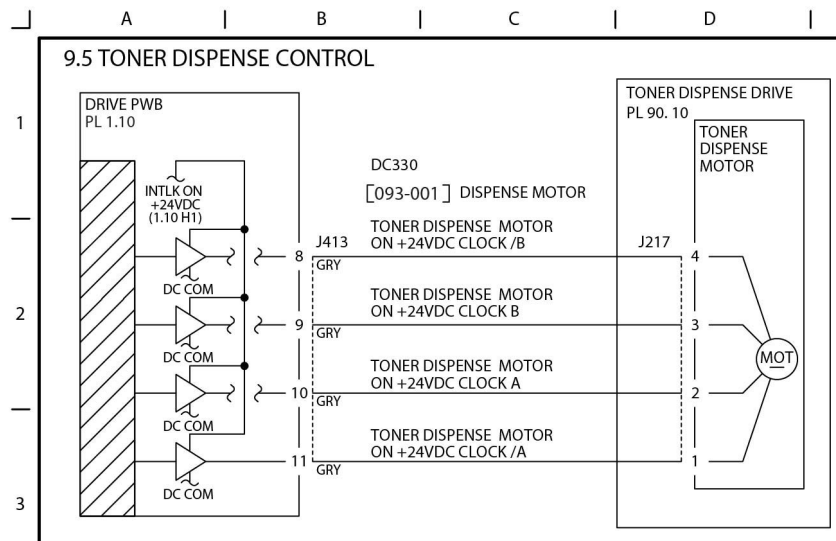 A B C D
9.5 TONER DISPENSE CONTROL
1
DRIVE PWB
PL 1.10
TONER DISPENSE DRIVE
PL 90. 10
TONER
DISPENSE
MOTOR
INTLK ON
+24VDC
(1.10 H1)
DC330
[093-001] DISPENSE MOTOR
2
J413
J217
TONER DISPENSE MOTOR
ON +24VDC CLOCK /B
8
GRY
4
DC COM
TONER DISPENSE MOTOR
ON +24VDC CLOCK B
9
GRY
3
DC COM
MOT
TONER DISPENSE MOTOR
ON +24VDC CLOCK A
10
GRY
2
DC COM
3
TONER DISPENSE MOTOR
ON +24VDC CLOCK /A
11
GRY
1
DC COM